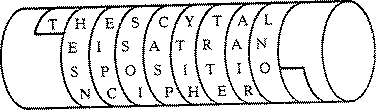 T H E S C Y T A L
E I S A T R A N
S P O S I T I O
N C I P H E R